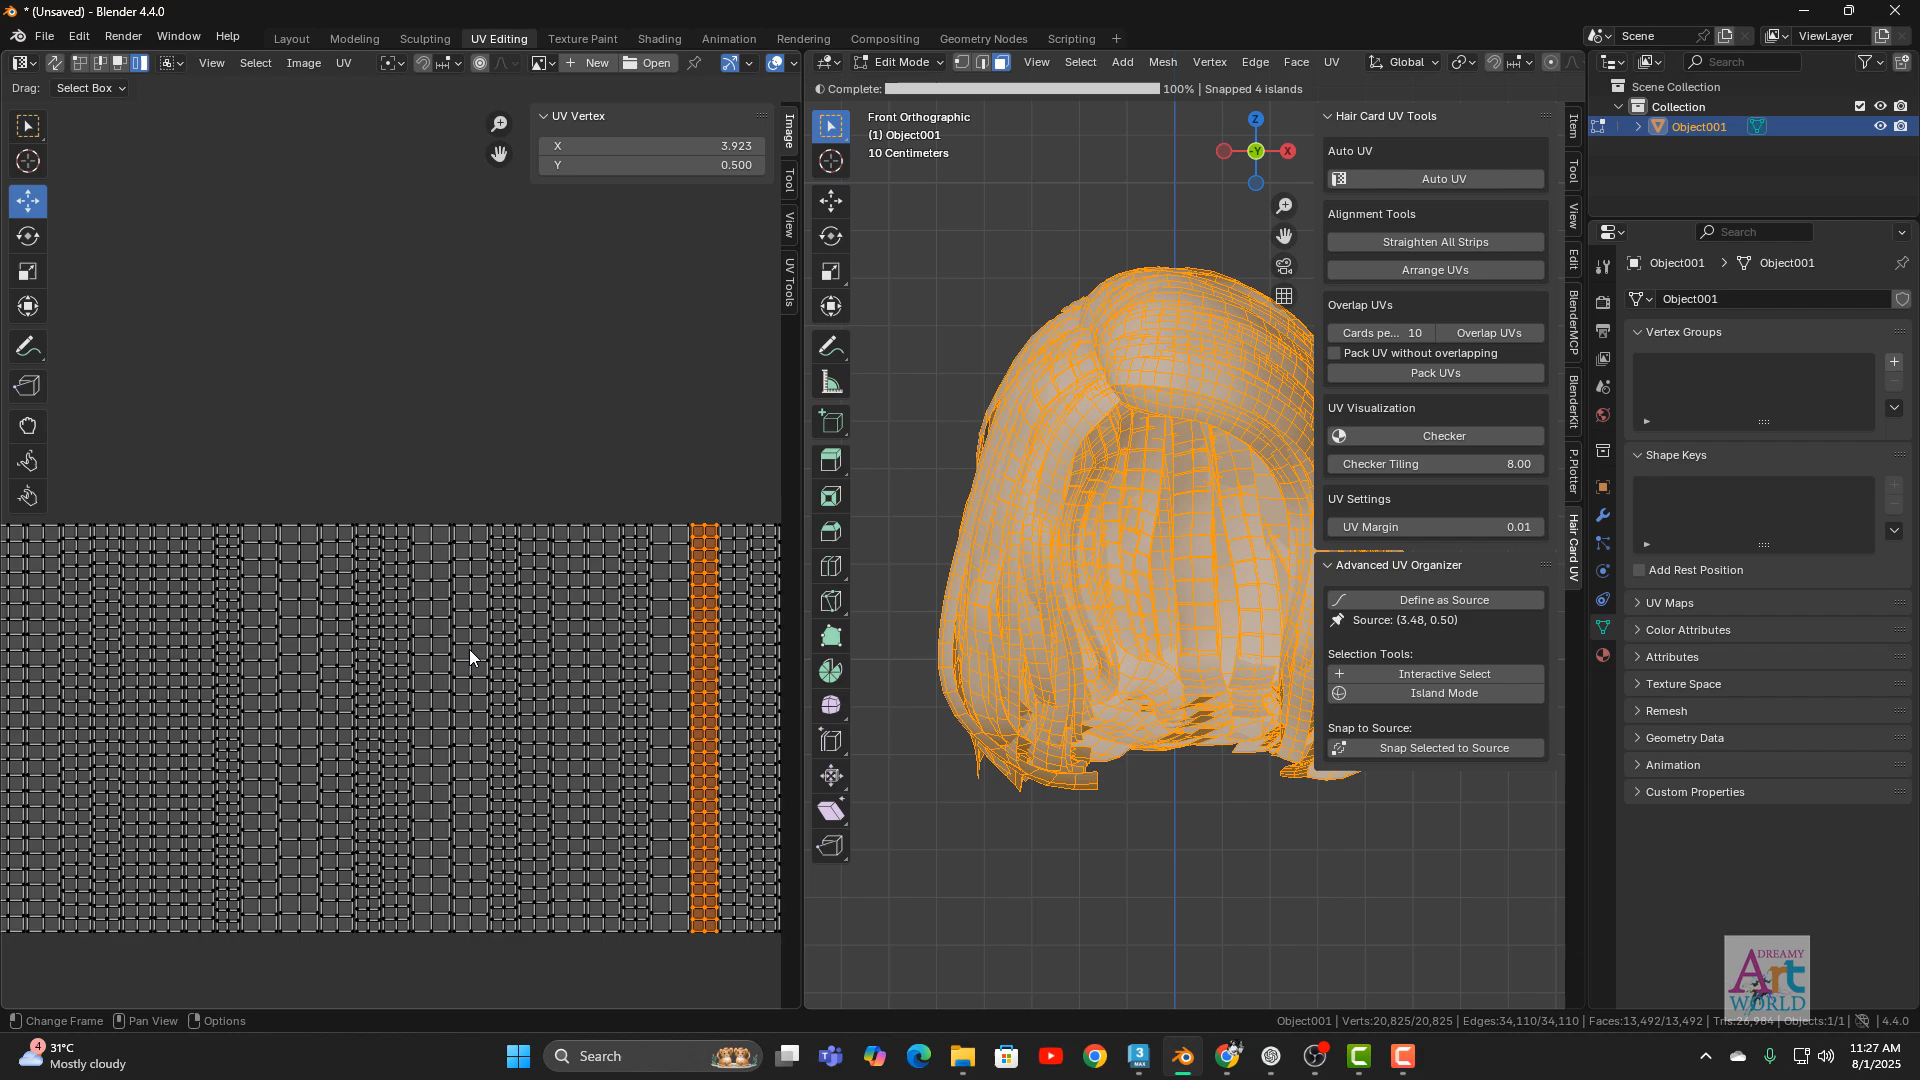 * (Unsaved) - Blender 4.4.0
File Edit Render Window Help
Layout Modeling Sculpting UV Editing Texture Paint Shading Animation Rendering Compositing Geometry Nodes Scripting +
Scene
ViewLayer
View Select Image UV
New Open
Edit Mode
View Select Add Mesh Vertex Edge Face UV
Global
Search
Drag: Select Box
Complete: 100% | Snapped 4 islands
Scene Collection
Collection
Object001
UV Vertex
X 3.923
Y 0.500
Image
Tool
View
UV Tools
Front Orthographic
(1) Object001
10 Centimeters
Z
-Y
X
Hair Card UV Tools
Auto UV
Auto UV
Alignment Tools
Straighten All Strips
Arrange UVs
Overlap UVs
Cards pe... 10 Overlap UVs
Pack UV without overlapping
Pack UVs
UV Visualization
Checker
Checker Tiling 8.00
UV Settings
UV Margin 0.01
Advanced UV Organizer
Define as Source
Source: (3.48, 0.50)
Selection Tools:
Interactive Select
Island Mode
Snap to Source:
Snap Selected to Source
Item
Tool
View
Edit
BlenderMCP
BlenderKit
P.Plotter
Hair Card UV
Search
Object001 Object001
Object001
Vertex Groups
Shape Keys
Add Rest Position
UV Maps
Color Attributes
Attributes
Texture Space
Remesh
Geometry Data
Animation
Custom Properties
A DREAMY
Art
WORLD
Change Frame Pan View Options
Object001 | Verts:20,825/20,825 | Edges:34,110/34,110 | Faces:13,492/13,492 | Tris:26,984 | Objects:1/1 | 4.4.0
4
31°C
Mostly cloudy
Search
3
MAX
11:27 AM
8/1/2025